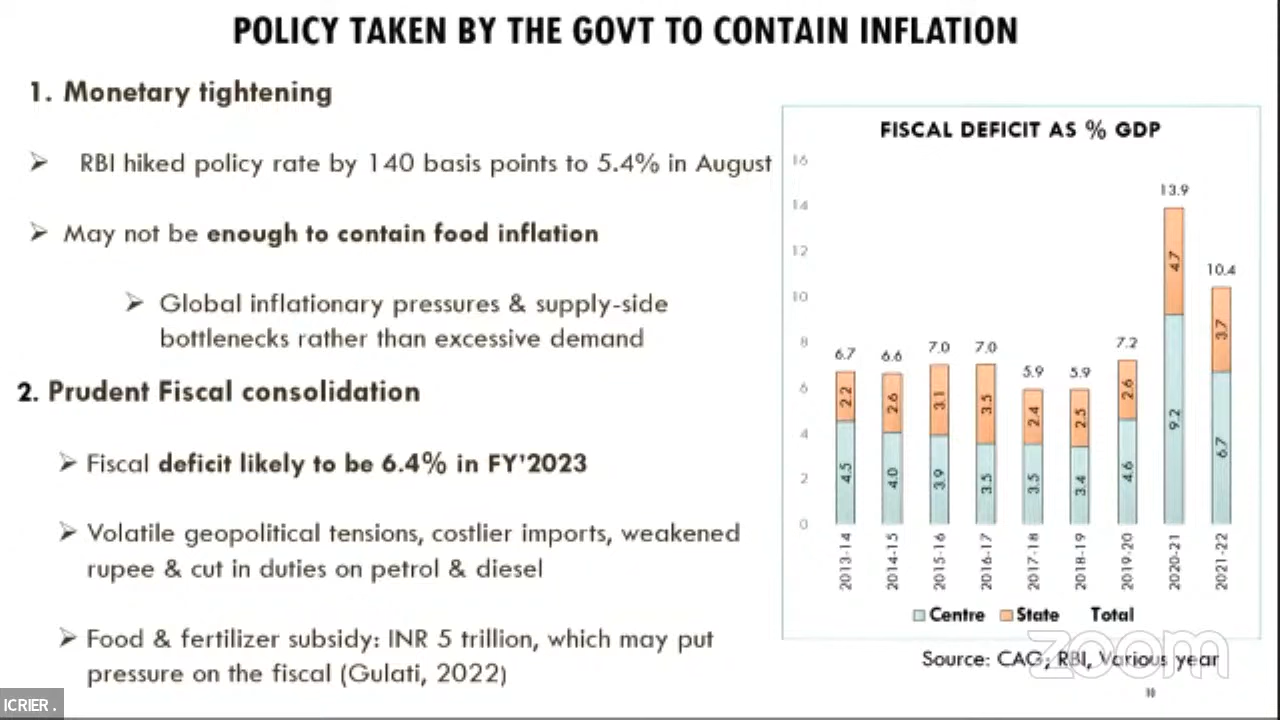 POLICY TAKEN BY THE GOVT TO CONTAIN INFLATION
1. Monetary tightening
➢ RBI hiked policy rate by 140 basis points to 5.4% in August
➢ May not be enough to contain food inflation
➢ Global inflationary pressures & supply-side
bottlenecks rather than excessive demand
2. Prudent Fiscal consolidation
➢ Fiscal deficit likely to be 6.4% in FY'2023
➢ Volatile geopolitical tensions, costlier imports, weakened
rupee & cut in duties on petrol & diesel
➢ Food & fertilizer subsidy: INR 5 trillion, which may put
pressure on the fiscal (Gulati, 2022)
FISCAL DEFICIT AS % GDP
16
14
12
10
8
6
4
2
0
6.7 6.6 7.0 7.0 5.9 5.9 7.2 13.9 10.4
2.2 2.6 3.1 3.5 2.4 2.5 2.6 4.7 3.7
4.5 4.0 3.9 3.5 3.5 3.4 4.6 9.2 6.7
2013-14 2014-15 2015-16 2016-17 2017-18 2018-19 2019-20 2020-21 2021-22
Centre State Total
Source: CAG; RBI, Various year
zoom
10
ICRIER .